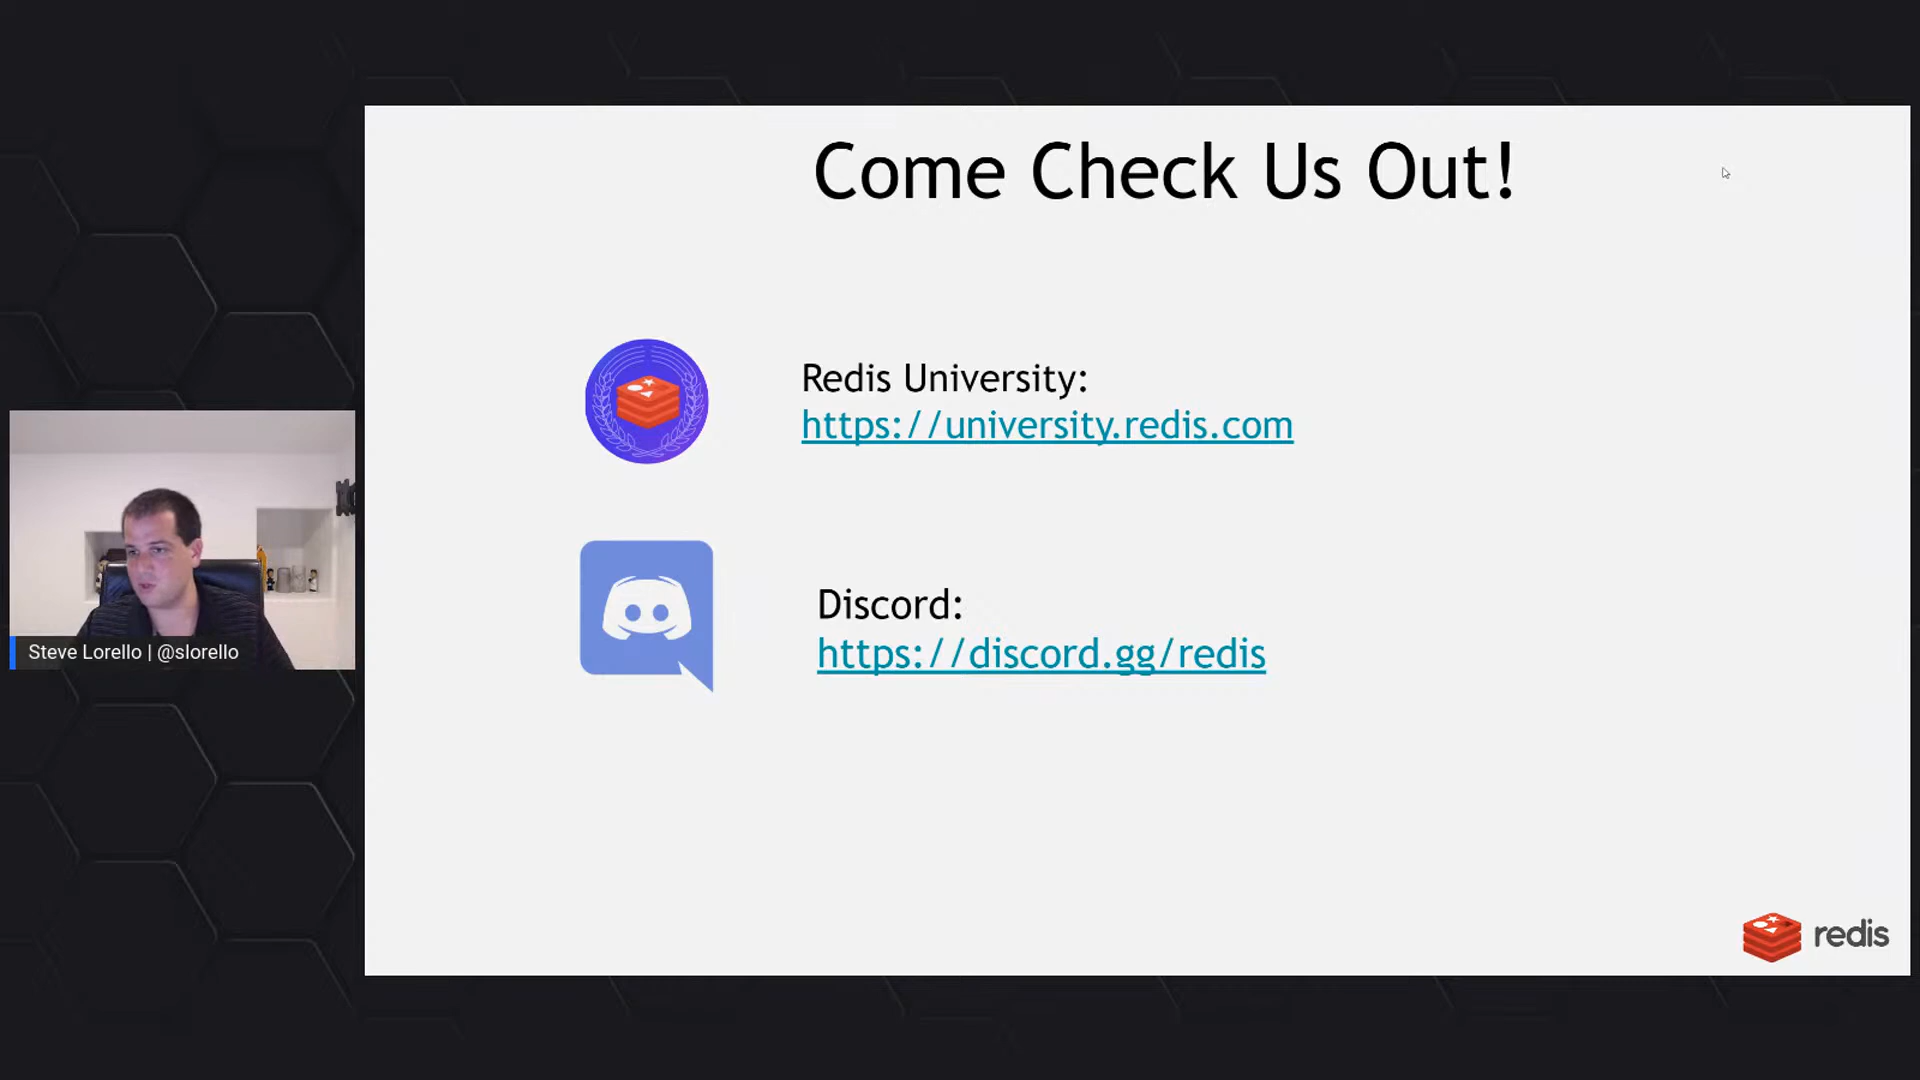 Come Check Us Out!
Redis University:
https://university.redis.com
Discord:
https://discord.gg/redis
Steve Lorello | @slorello
redis